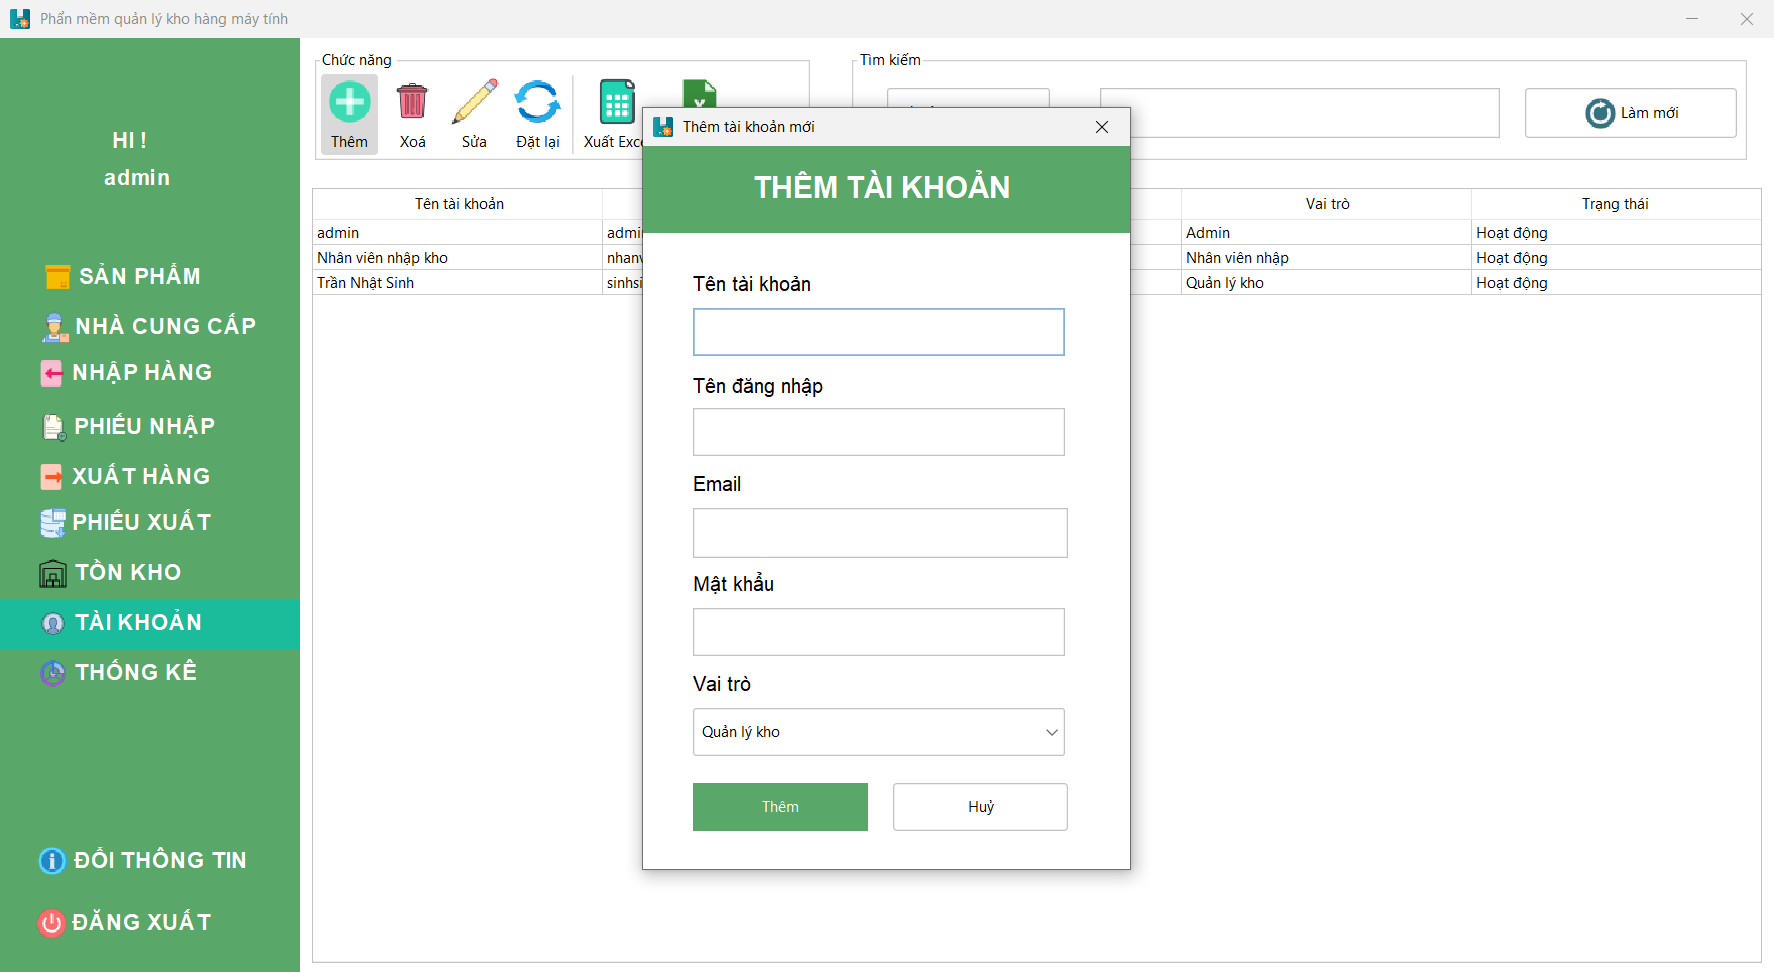 Phần mềm quản lý kho hàng máy tính
HI !
admin
SẢN PHẨM
NHÀ CUNG CẤP
NHẬP HÀNG
PHIẾU NHẬP
XUẤT HÀNG
PHIẾU XUẤT
TỒN KHO
TÀI KHOẢN
THỐNG KÊ
ĐỔI THÔNG TIN
ĐĂNG XUẤT
Chức năng
Thêm Xoá Sửa Đặt lại Xuất Exc
Tìm kiếm
Làm mới
Tên tài khoản Vai trò Trạng thái
admin admi Admin Hoạt động
Nhân viên nhập kho nhanv Nhân viên nhập Hoạt động
Trần Nhật Sinh sinhsi Quản lý kho Hoạt động
Thêm tài khoản mới
THÊM TÀI KHOẢN
Tên tài khoản
Tên đăng nhập
Email
Mật khẩu
Vai trò
Quản lý kho
Thêm Huỷ